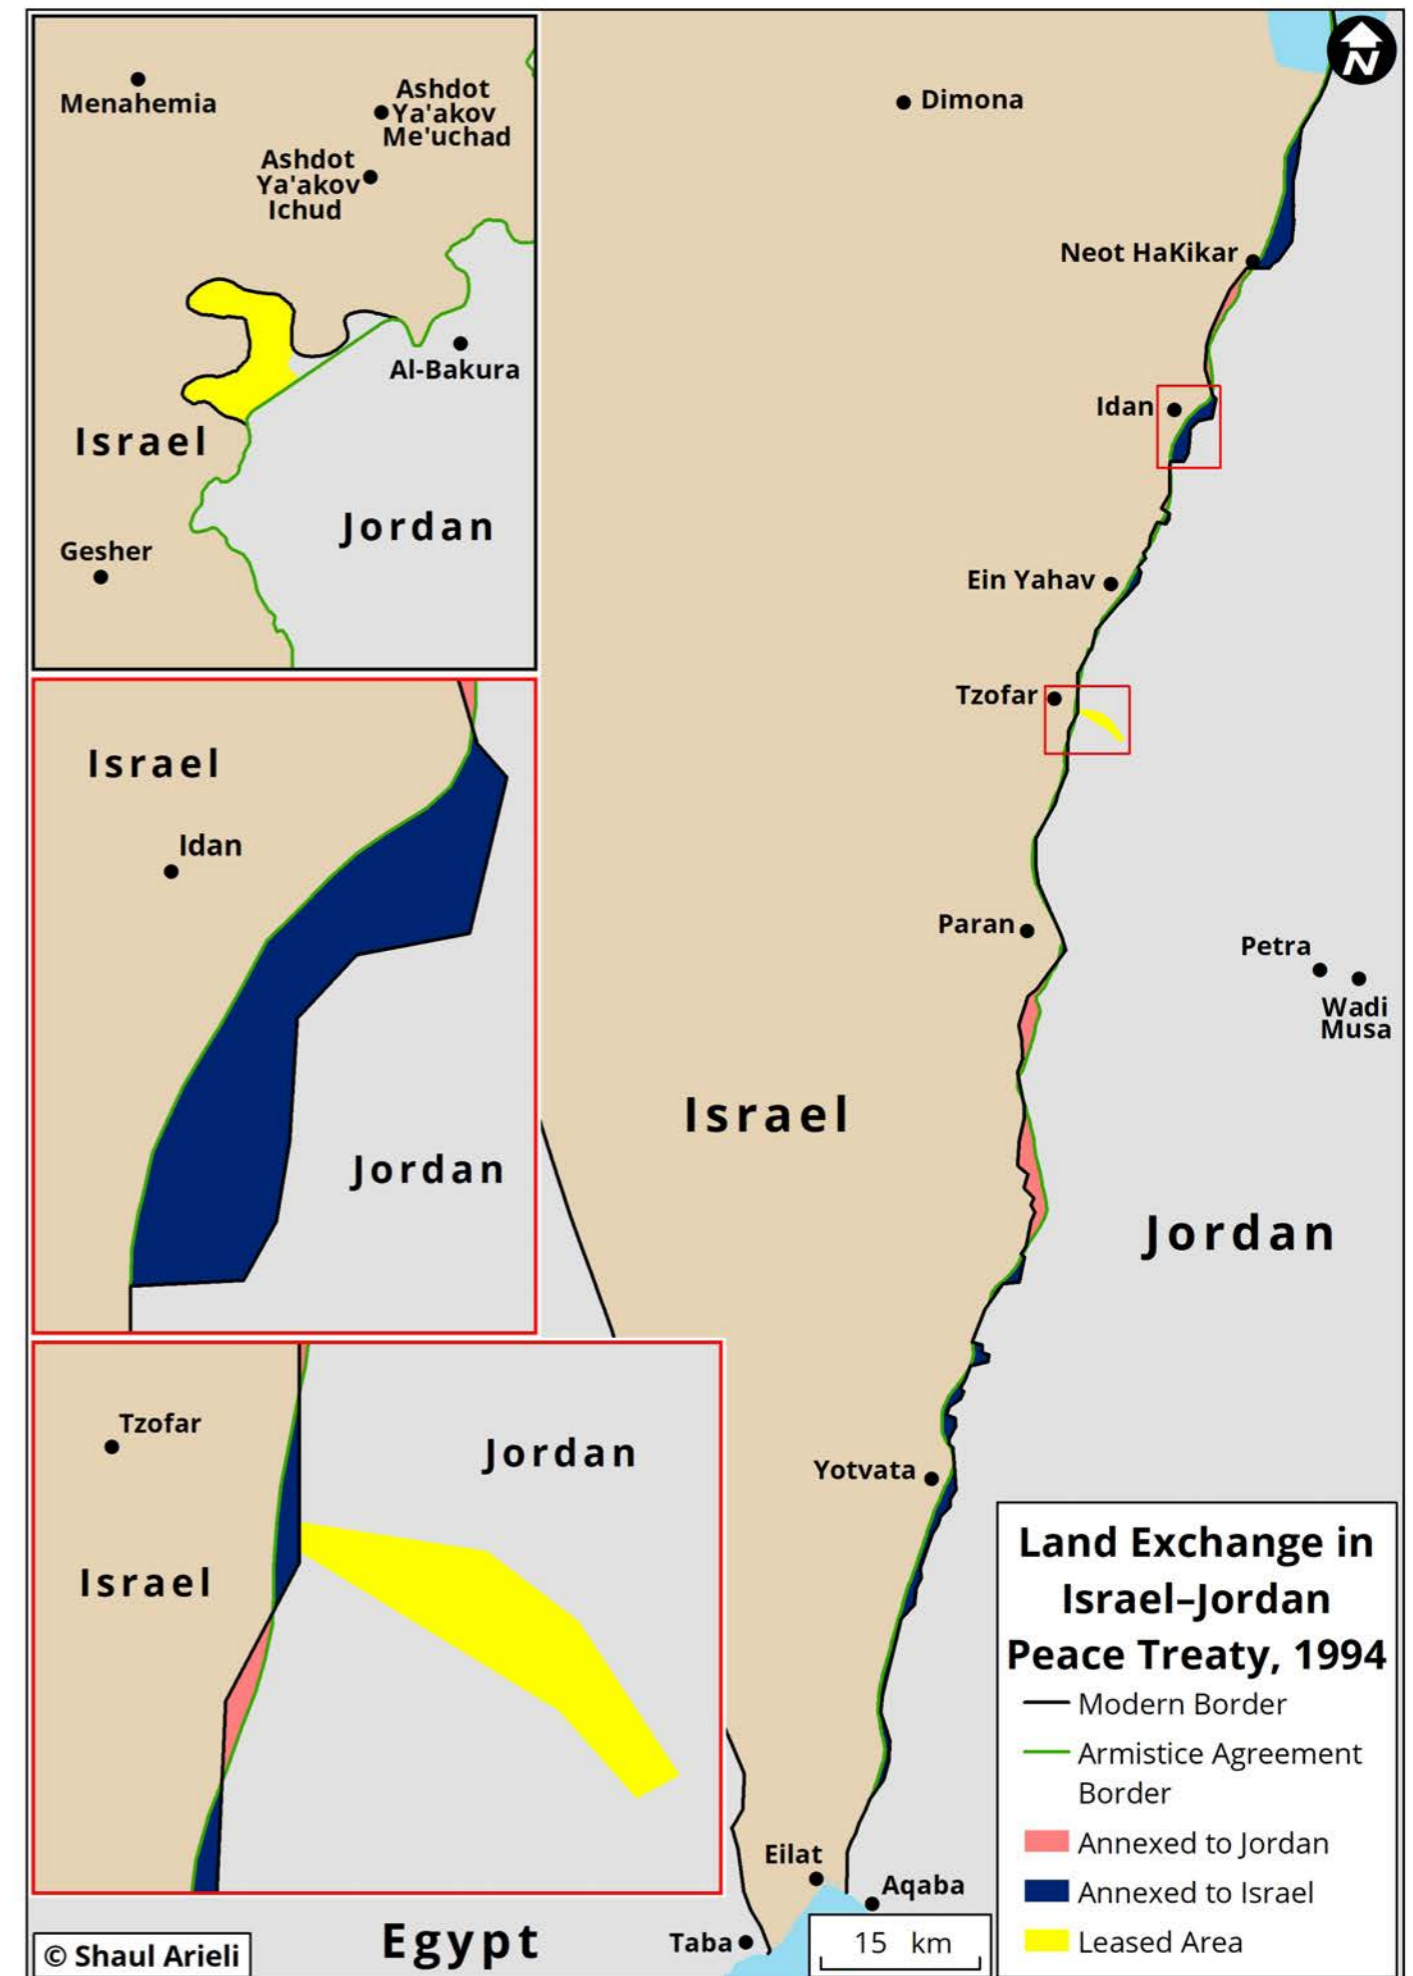 Menahemia
Ashdot
Ya'akov
Me'uchad
Ashdot
Ya'akov
Ichud
Al-Bakura
Israel
Jordan
Gesher
Israel
Idan
Jordan
Tzofar
Jordan
Israel
N
Dimona
Neot HaKikar
Idan
Ein Yahav
Tzofar
Paran
Petra
Wadi
Musa
Israel
Jordan
Yotvata
Eilat
Aqaba
Taba
Egypt
15 km
Land Exchange in
Israel–Jordan
Peace Treaty, 1994
Modern Border
Armistice Agreement
Border
Annexed to Jordan
Annexed to Israel
Leased Area
© Shaul Arieli